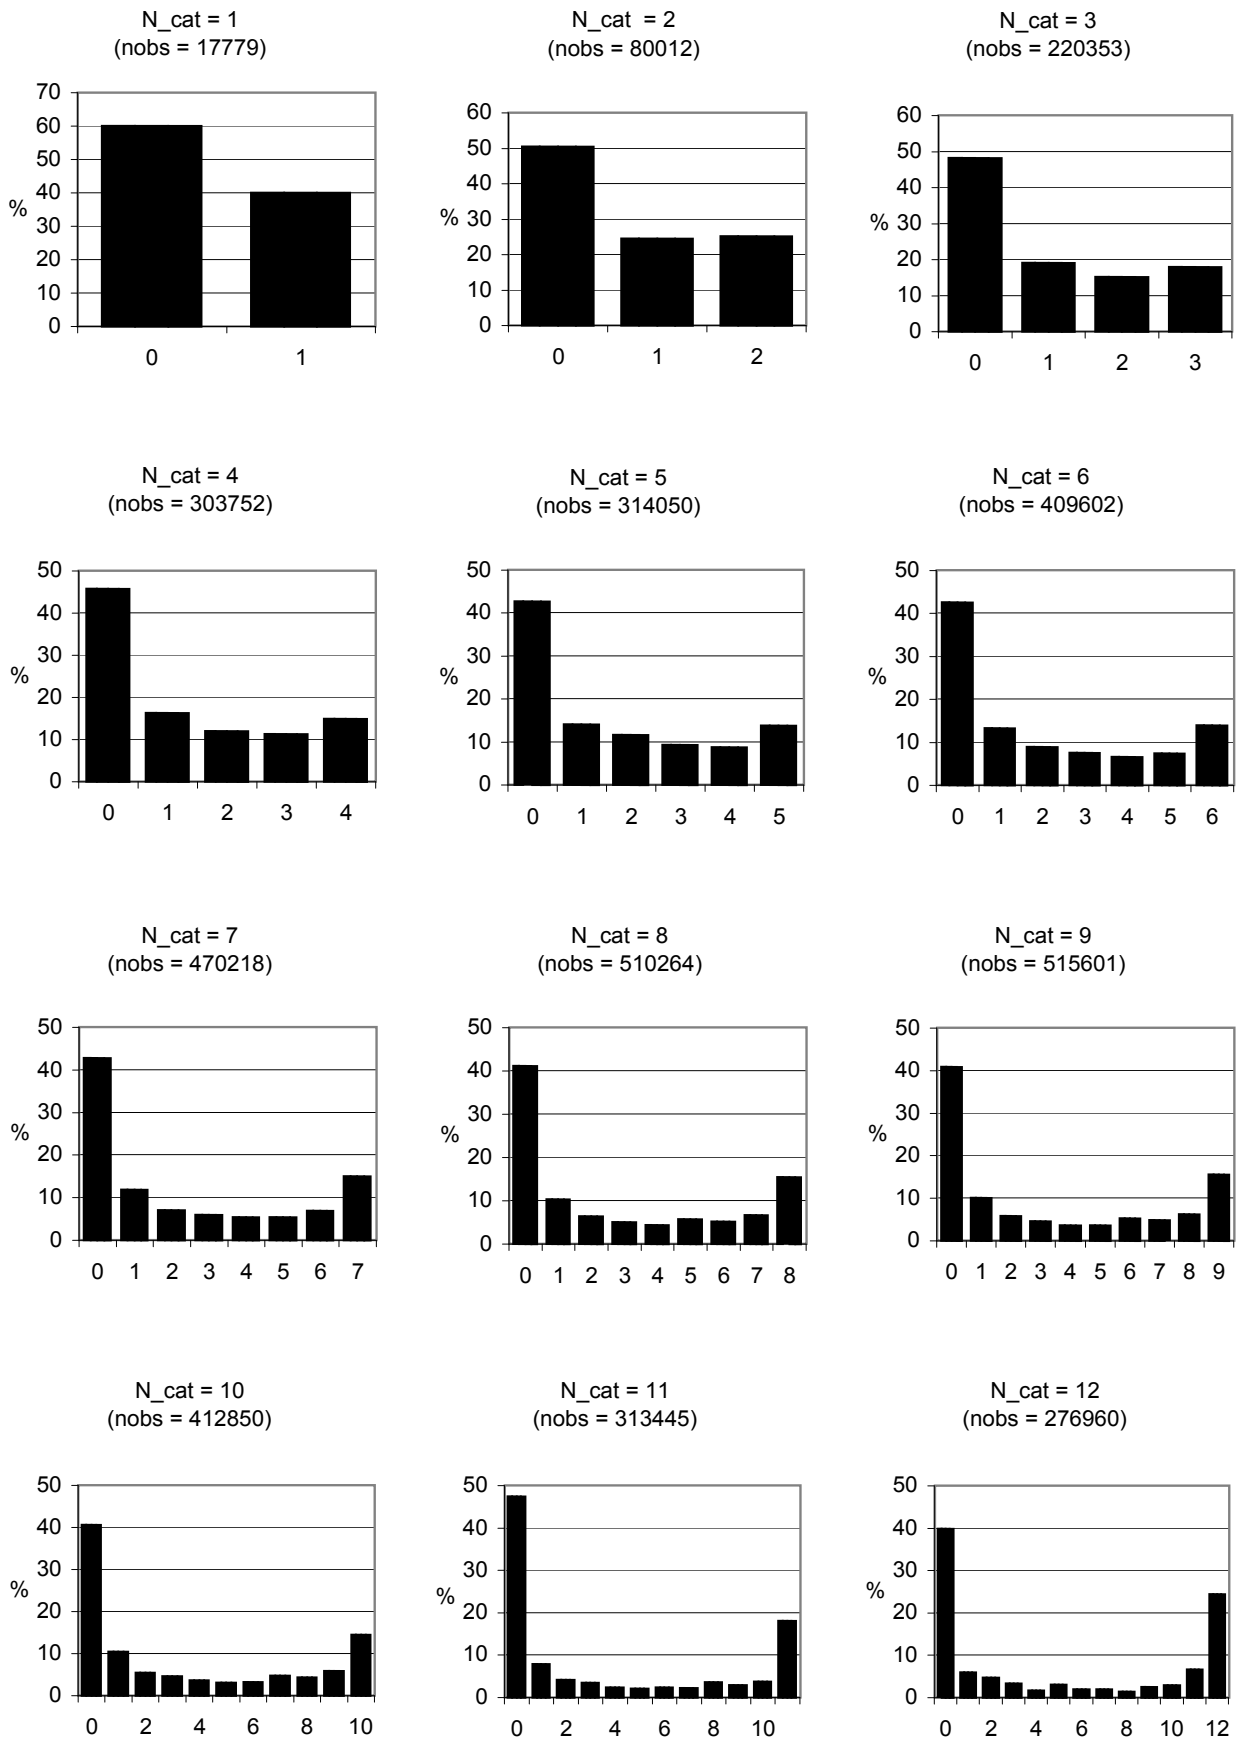 N_cat = 1
(nobs = 17779)
70
60
50
40
30
20
10
0
%
0 1
N_cat  = 2
(nobs = 80012)
60
50
40
30
20
10
0
%
0 1 2
N_cat = 3
(nobs = 220353)
60
50
40
30
20
10
0
%
0 1 2 3
N_cat = 4
(nobs = 303752)
50
40
30
20
10
0
%
0 1 2 3 4
N_cat = 5
(nobs = 314050)
50
40
30
20
10
0
%
0 1 2 3 4 5
N_cat = 6
(nobs = 409602)
50
40
30
20
10
0
%
0 1 2 3 4 5 6
N_cat = 7
(nobs = 470218)
50
40
30
20
10
0
%
0 1 2 3 4 5 6 7
N_cat = 8
(nobs = 510264)
50
40
30
20
10
0
%
0 1 2 3 4 5 6 7 8
N_cat = 9
(nobs = 515601)
50
40
30
20
10
0
%
0 1 2 3 4 5 6 7 8 9
N_cat = 10
(nobs = 412850)
50
40
30
20
10
0
%
0 2 4 6 8 10
N_cat = 11
(nobs = 313445)
50
40
30
20
10
0
%
0 2 4 6 8 10
N_cat = 12
(nobs = 276960)
50
40
30
20
10
0
%
0 2 4 6 8 10 12